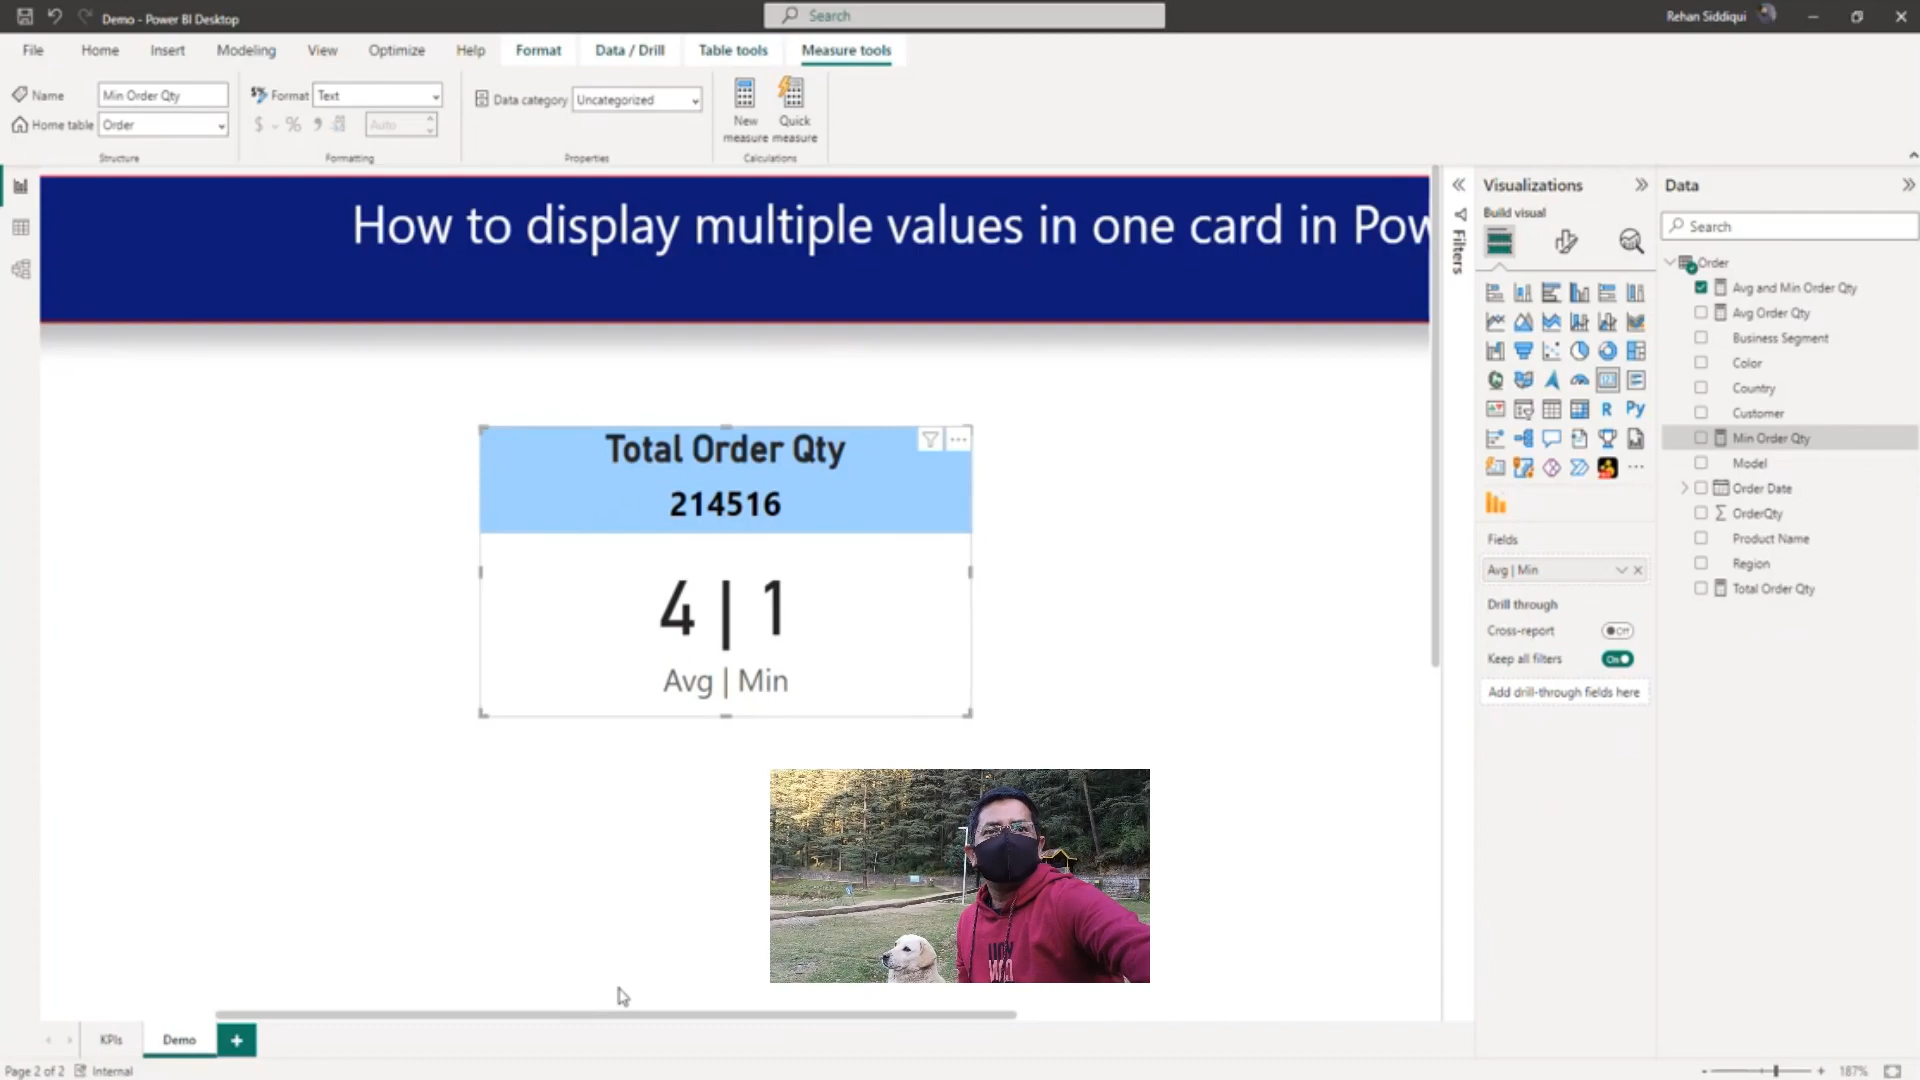 Demo - Power BI Desktop
Search
Rehan Siddiqui
File Home Insert Modeling View Optimize Help Format Data / Drill Table tools Measure tools
Name Min Order Qty
Home table Order
Structure
Format Text
$ % Auto
Formatting
Data category Uncategorized
Properties
New measure
Quick measure
Calculations
How to display multiple values in one card in Pow
Total Order Qty
214516
4 | 1
Avg | Min
Filters
Visualizations
Build visual
R Py
Fields
Avg | Min
Drill through
Cross-report Off
Keep all filters On
Add drill-through fields here
Data
Search
Order
Avg and Min Order Qty
Avg Order Qty
Business Segment
Color
Country
Customer
Min Order Qty
Model
Order Date
OrderQty
Product Name
Region
Total Order Qty
KPIs Demo +
Page 2 of 2 Internal
- + 187%